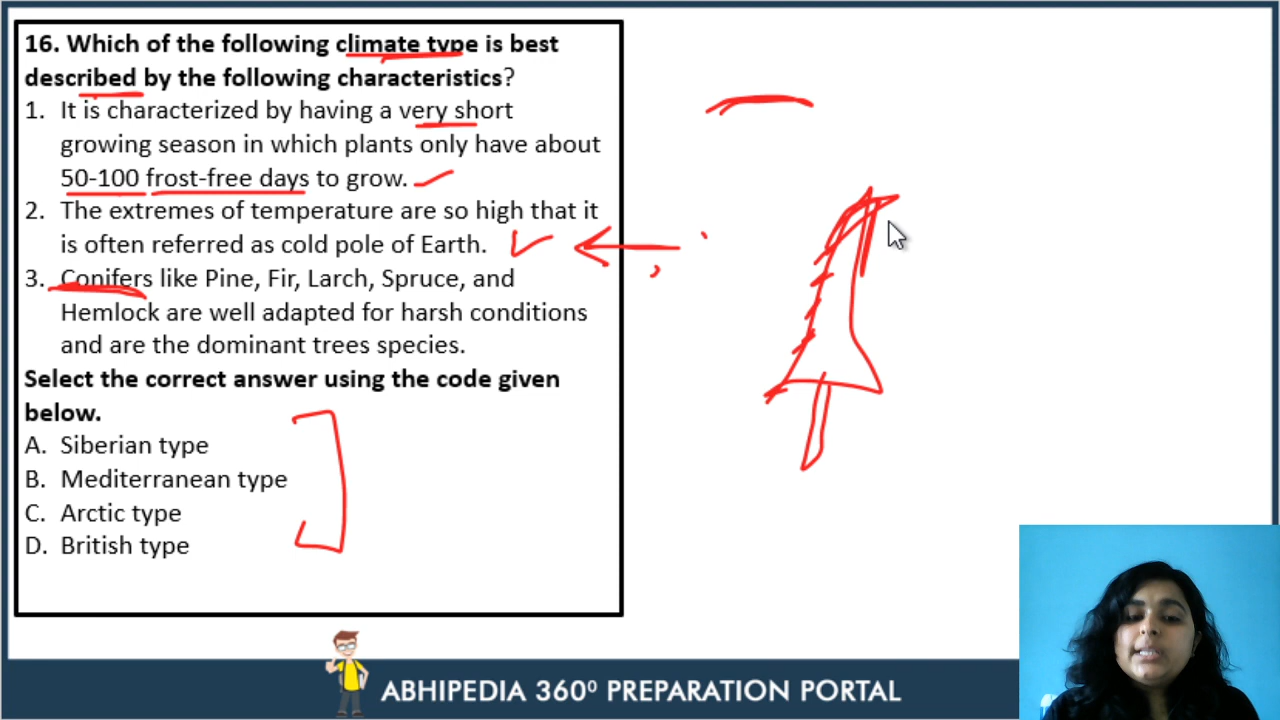 16. Which of the following climate type is best
described by the following characteristics?
1. It is characterized by having a very short
growing season in which plants only have about
50-100 frost-free days to grow.
2. The extremes of temperature are so high that it
is often referred as cold pole of Earth.
3. Conifers like Pine, Fir, Larch, Spruce, and
Hemlock are well adapted for harsh conditions
and are the dominant trees species.
Select the correct answer using the code given
below.
A. Siberian type
B. Mediterranean type
C. Arctic type
D. British type
ABHIPEDIA 360⁰ PREPARATION PORTAL